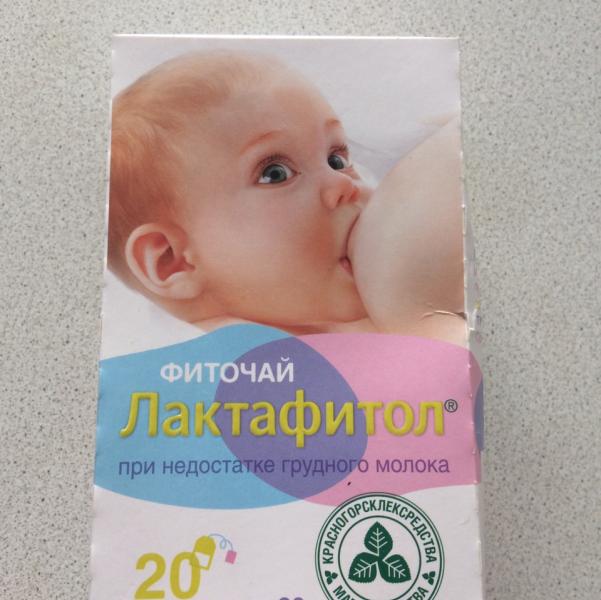 ФИТОЧАЙ
Лактафитол®
при недостатке грудного молока
20
КРАСНОГОРСКЛЕКСРЕДСТВА